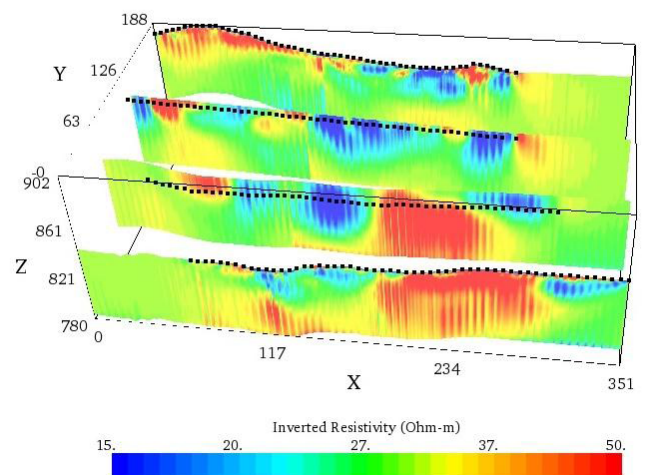 188
Y
126
63
-0
902
861
Z
821
780
0
117
234
X
351
Inverted Resistivity (Ohm-m)
15. 20. 27. 37. 50.